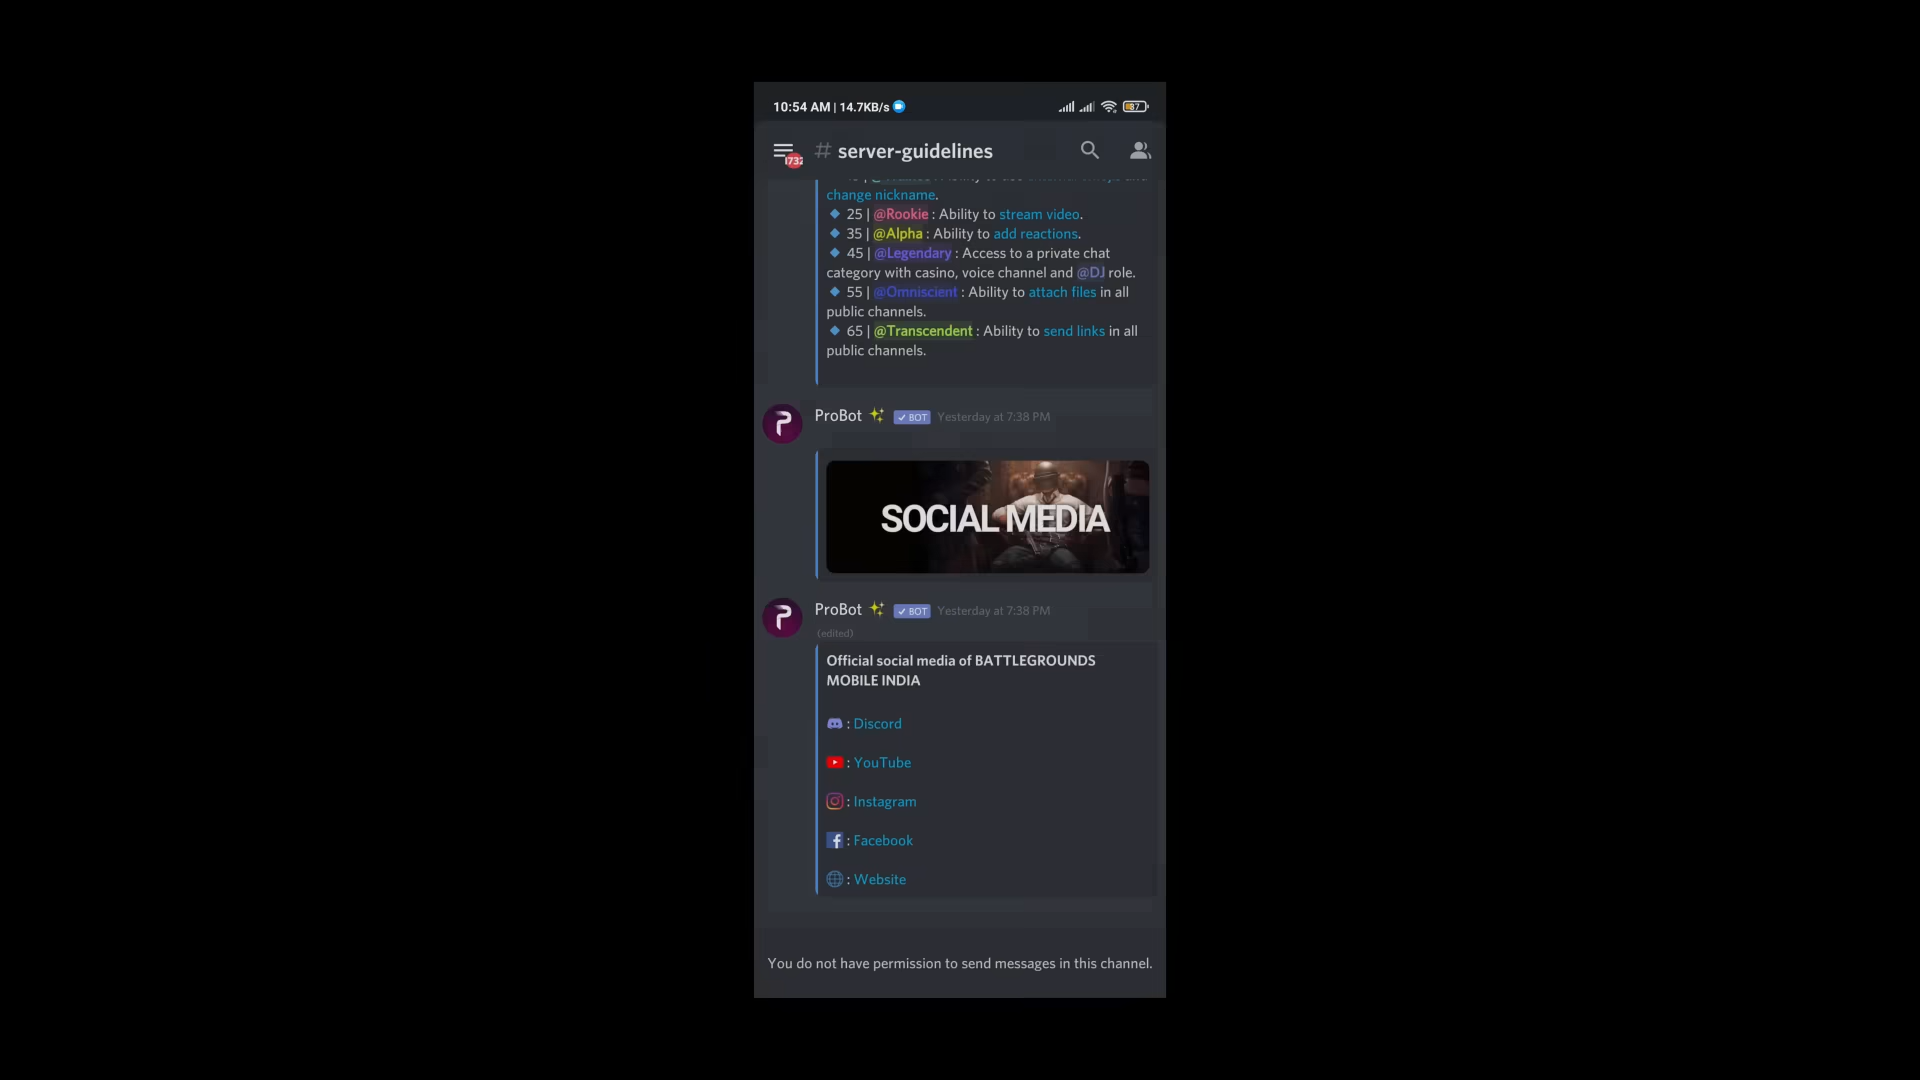 10:54 AM | 14.7KB/s
87
1732
# server-guidelines
change nickname.
25 | @Rookie : Ability to stream video.
35 | @Alpha : Ability to add reactions.
45 | @Legendary : Access to a private chat
category with casino, voice channel and @DJ role.
55 | @Omniscient : Ability to attach files in all
public channels.
65 | @Transcendent : Ability to send links in all
public channels.
ProBot ✓ BOT Yesterday at 7:38 PM
SOCIAL MEDIA
ProBot ✓ BOT Yesterday at 7:38 PM
(edited)
Official social media of BATTLEGROUNDS
MOBILE INDIA
: Discord
: YouTube
: Instagram
: Facebook
: Website
You do not have permission to send messages in this channel.